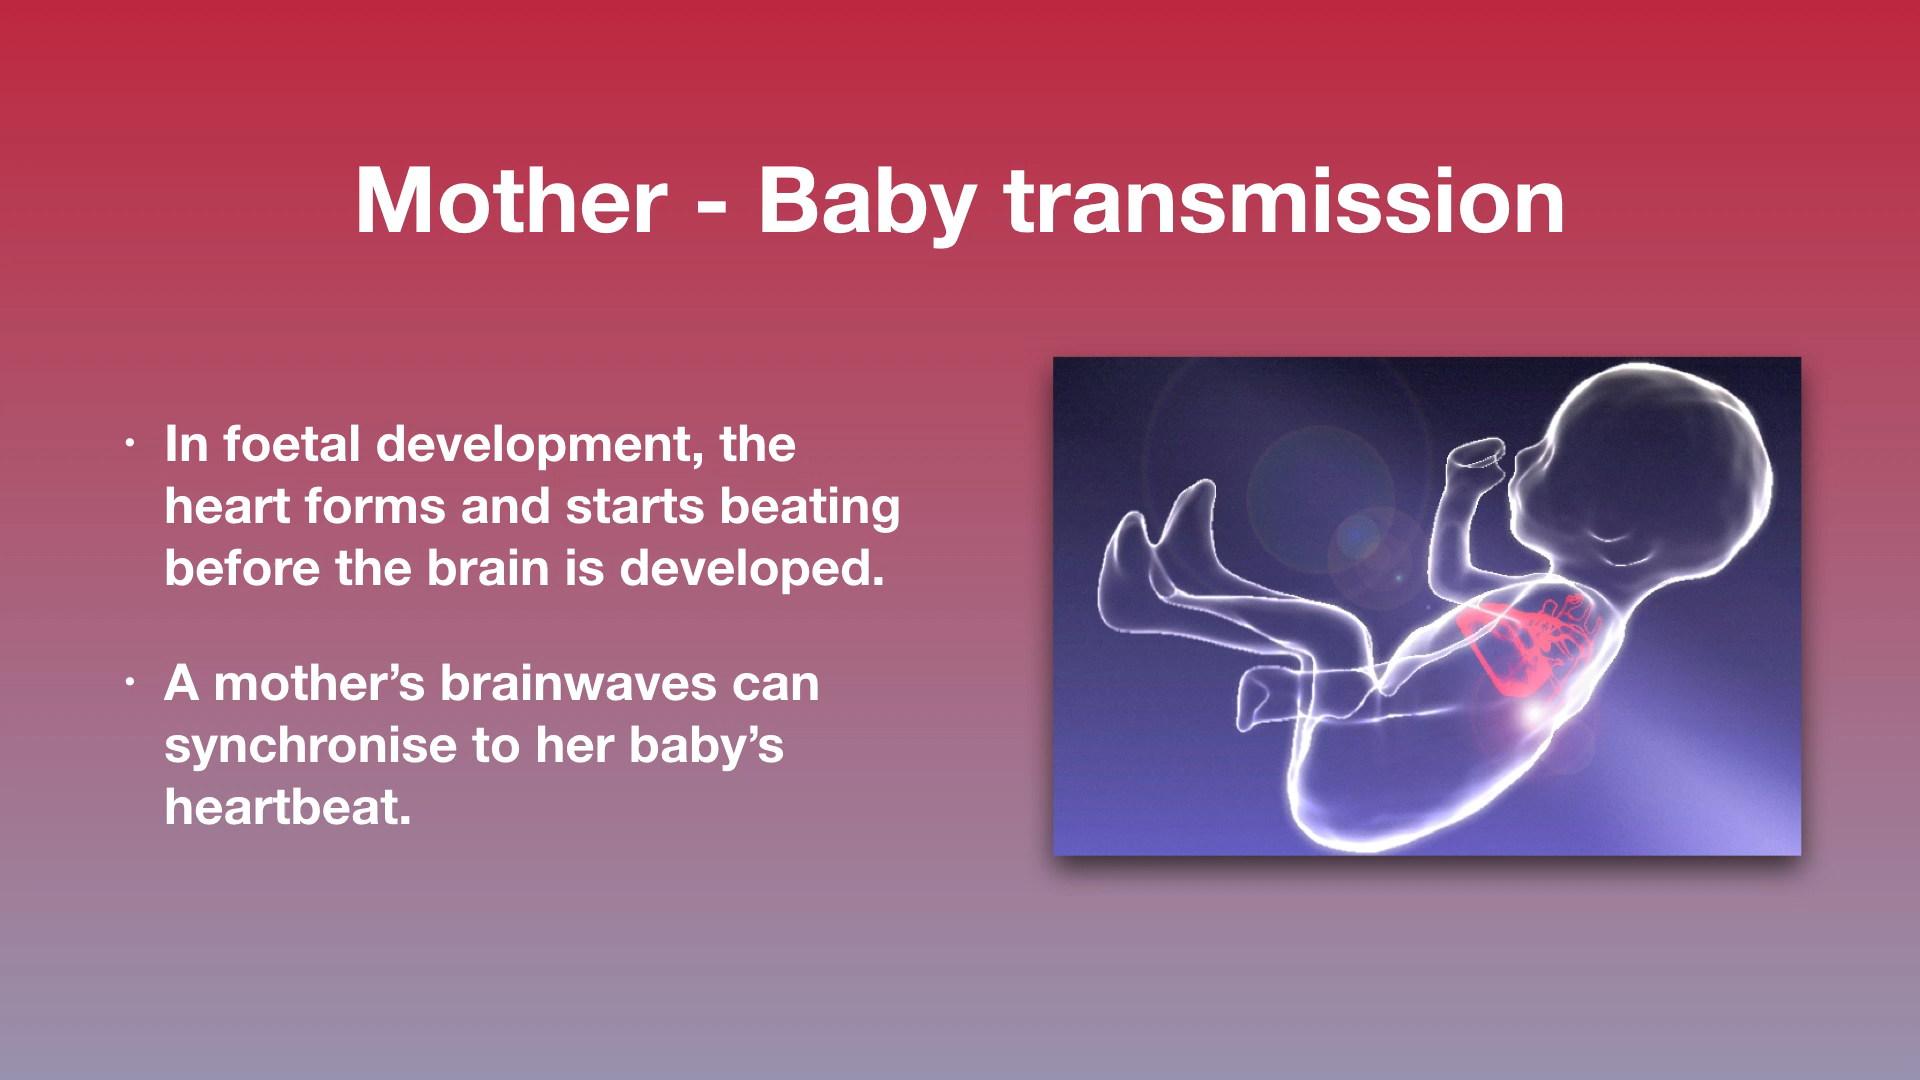 Mother - Baby transmission
• In foetal development, the
heart forms and starts beating
before the brain is developed.
• A mother’s brainwaves can
synchronise to her baby’s
heartbeat.